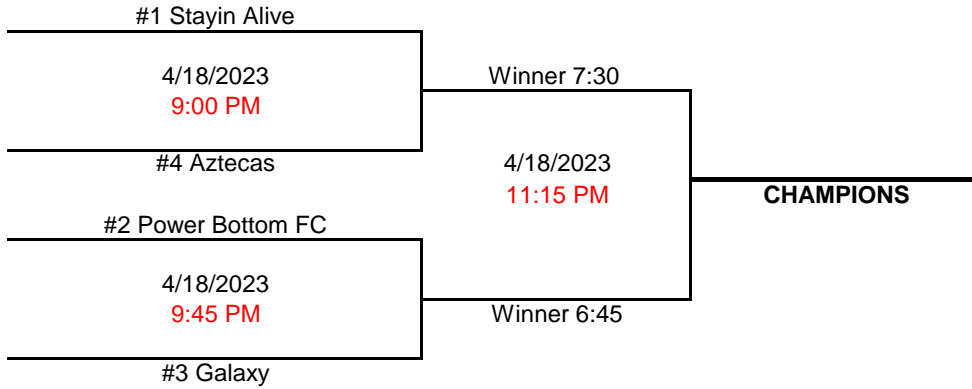 #1 Stayin Alive
4/18/2023
9:00 PM
Winner 7:30
#4 Aztecas
4/18/2023
11:15 PM
CHAMPIONS
#2 Power Bottom FC
4/18/2023
9:45 PM
Winner 6:45
#3 Galaxy